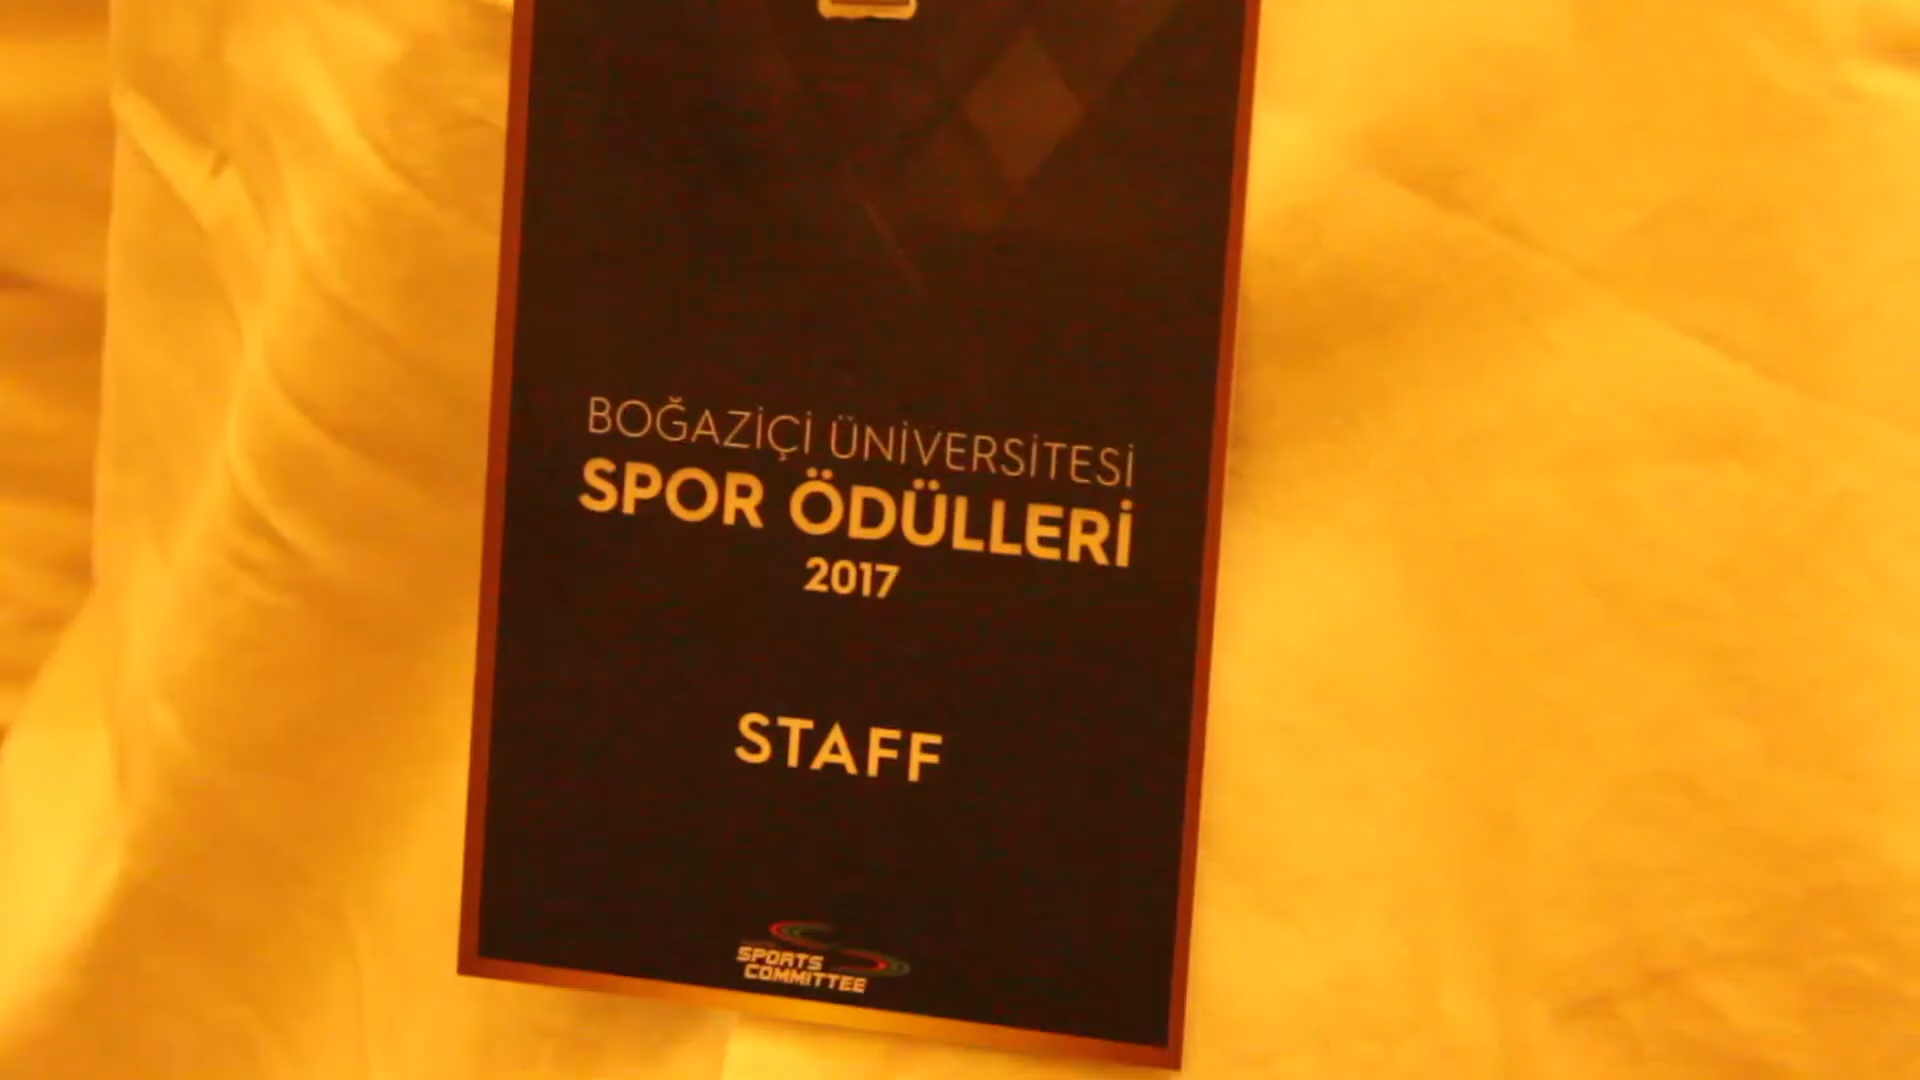 BOĞAZİÇİ ÜNİVERSİTESİ
SPOR ÖDÜLLERİ
2017
STAFF
SPORTS
COMMITTEE